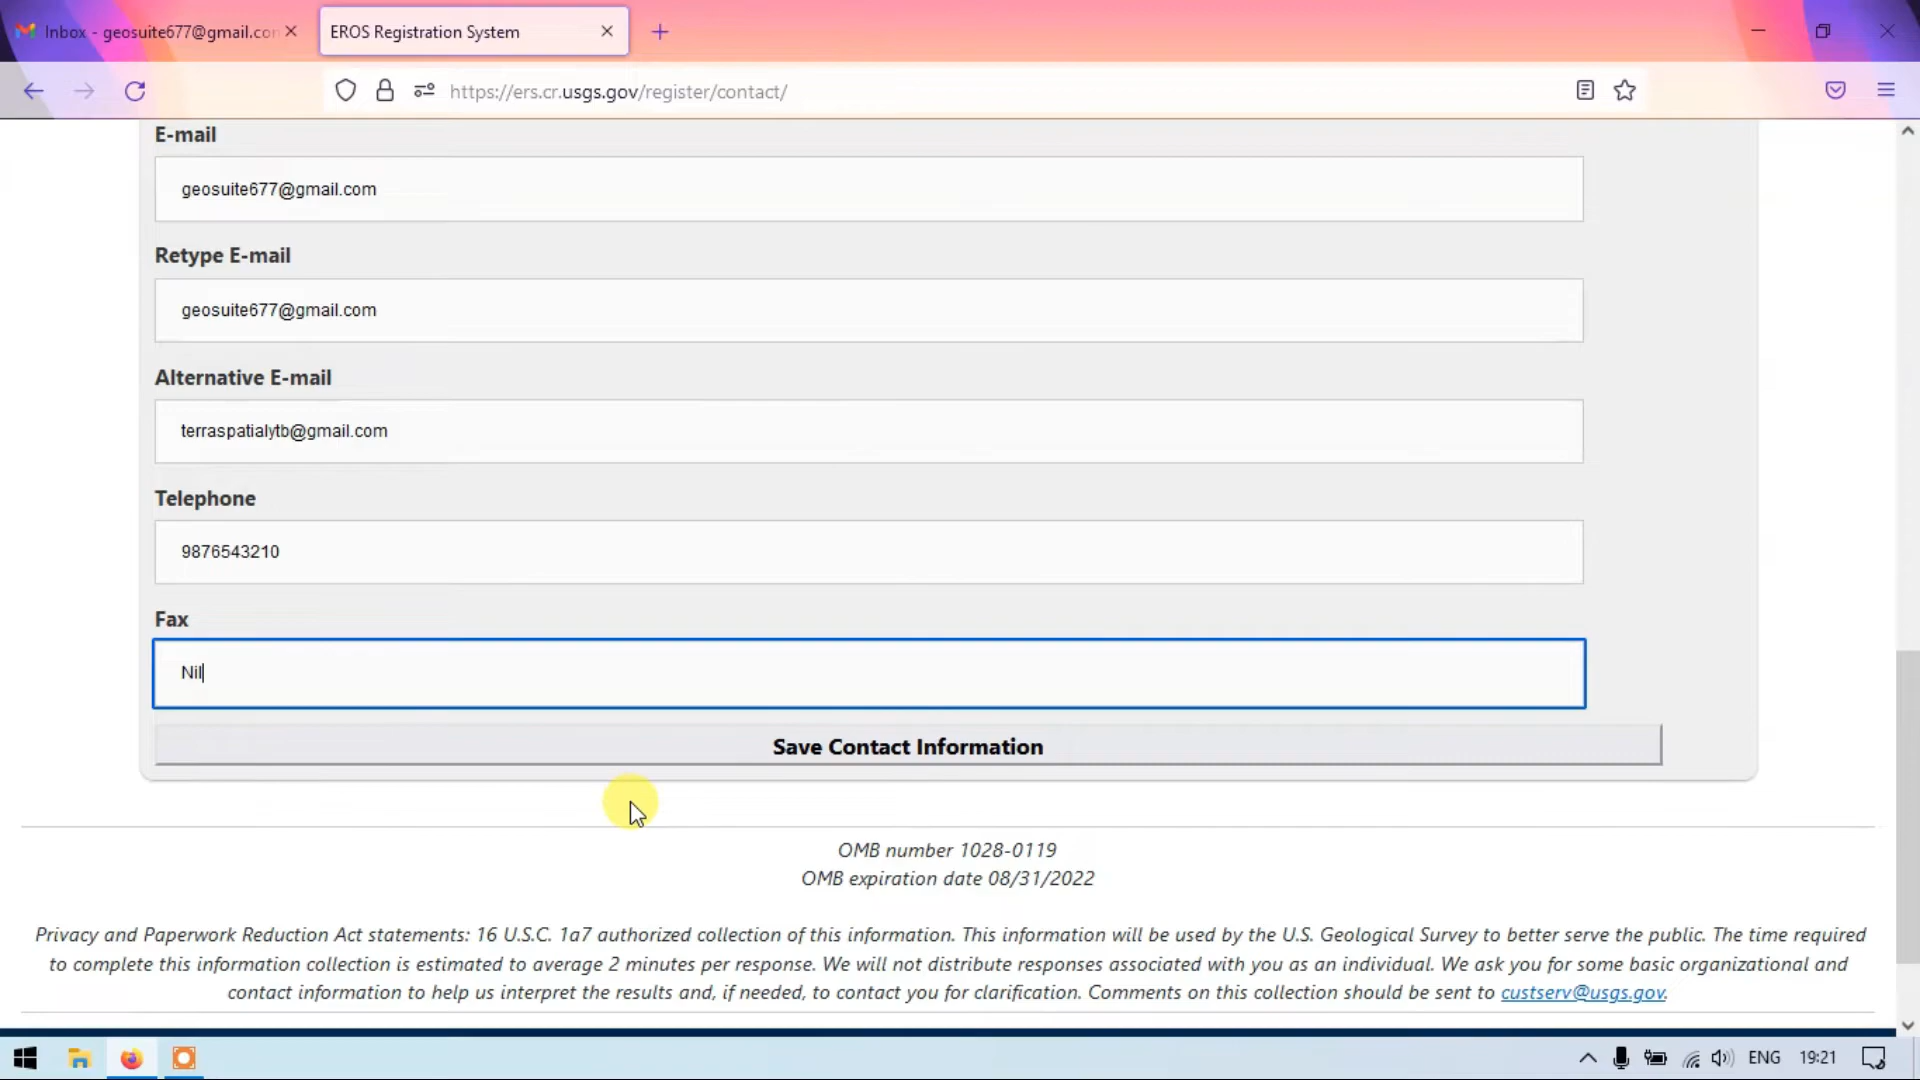 Inbox - geosuite677@gmail.con
EROS Registration System
https://ers.cr.usgs.gov/register/contact/
E-mail
geosuite677@gmail.com
Retype E-mail
geosuite677@gmail.com
Alternative E-mail
terraspatialytb@gmail.com
Telephone
9876543210
Fax
Nil
Save Contact Information
OMB number 1028-0119
OMB expiration date 08/31/2022
Privacy and Paperwork Reduction Act statements: 16 U.S.C. 1a7 authorized collection of this information. This information will be used by the U.S. Geological Survey to better serve the public. The time required
to complete this information collection is estimated to average 2 minutes per response. We will not distribute responses associated with you as an individual. We ask you for some basic organizational and
contact information to help us interpret the results and, if needed, to contact you for clarification. Comments on this collection should be sent to custserv@usgs.gov.
ENG
19:21